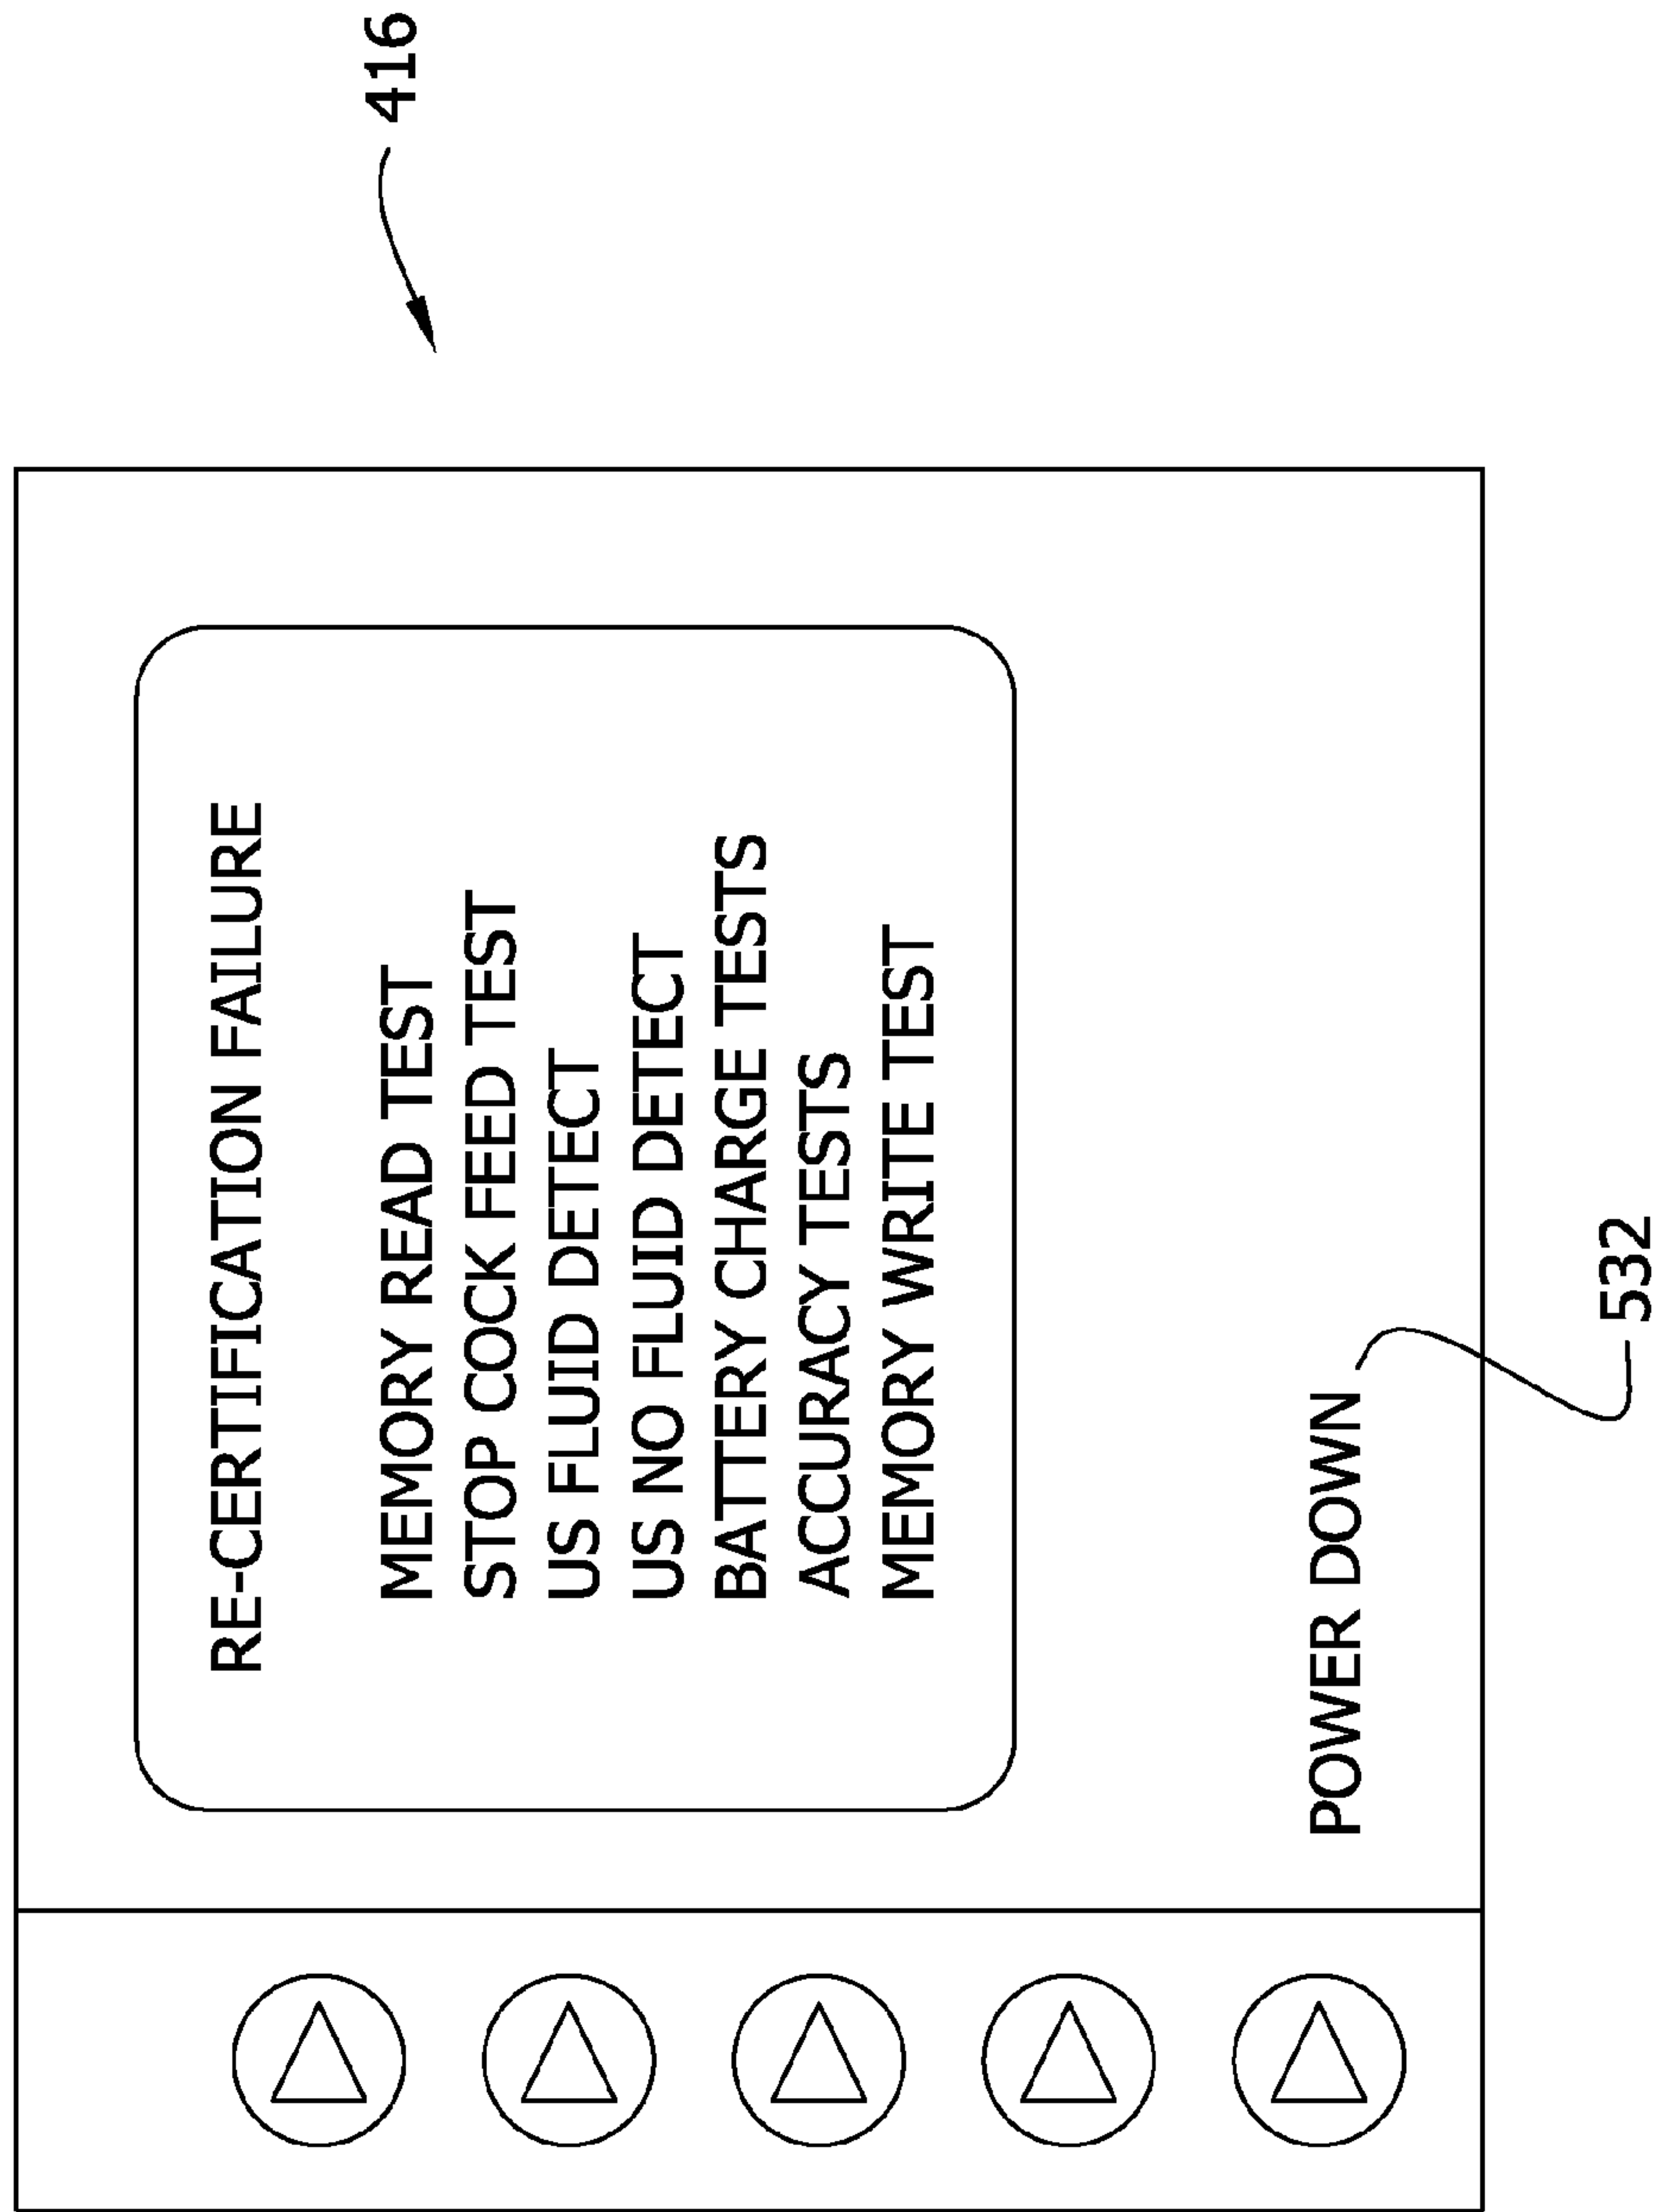 416
RE-CERTIFICATION FAILURE
MEMORY READ TEST
STOP COCK FEED TEST
US FLUID DETECT
US NO FLUID DETECT
BATTERY CHARGE TESTS
ACCURACY TESTS
MEMORY WRITE TEST
POWER DOWN
532